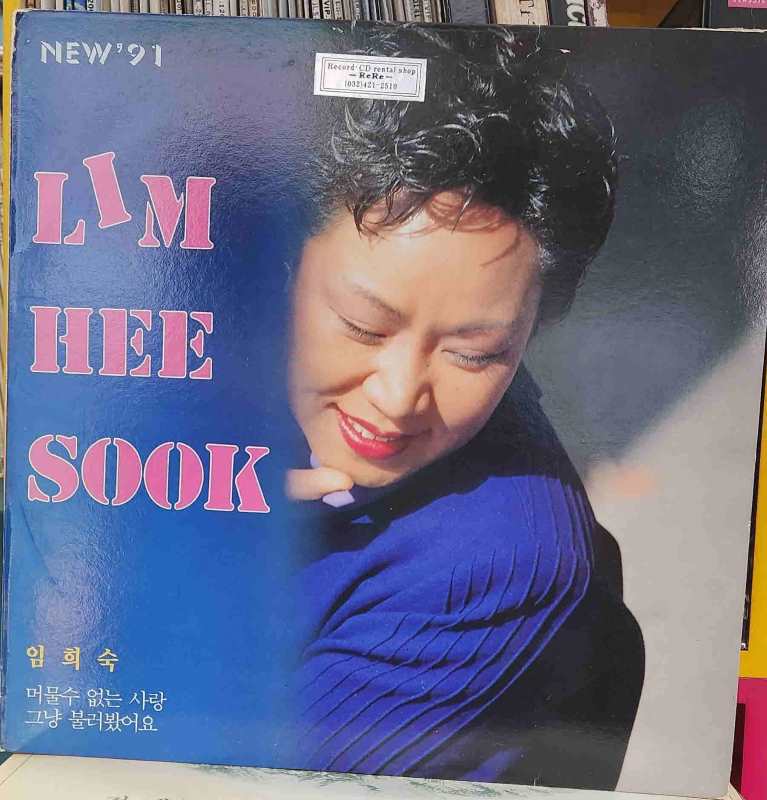 NEW '91
Record·CD rental shop
—ReRe—
(032)421-2519
LIM
HEE
SOOK
임희숙
머물수 없는 사랑
그냥 불러봤어요